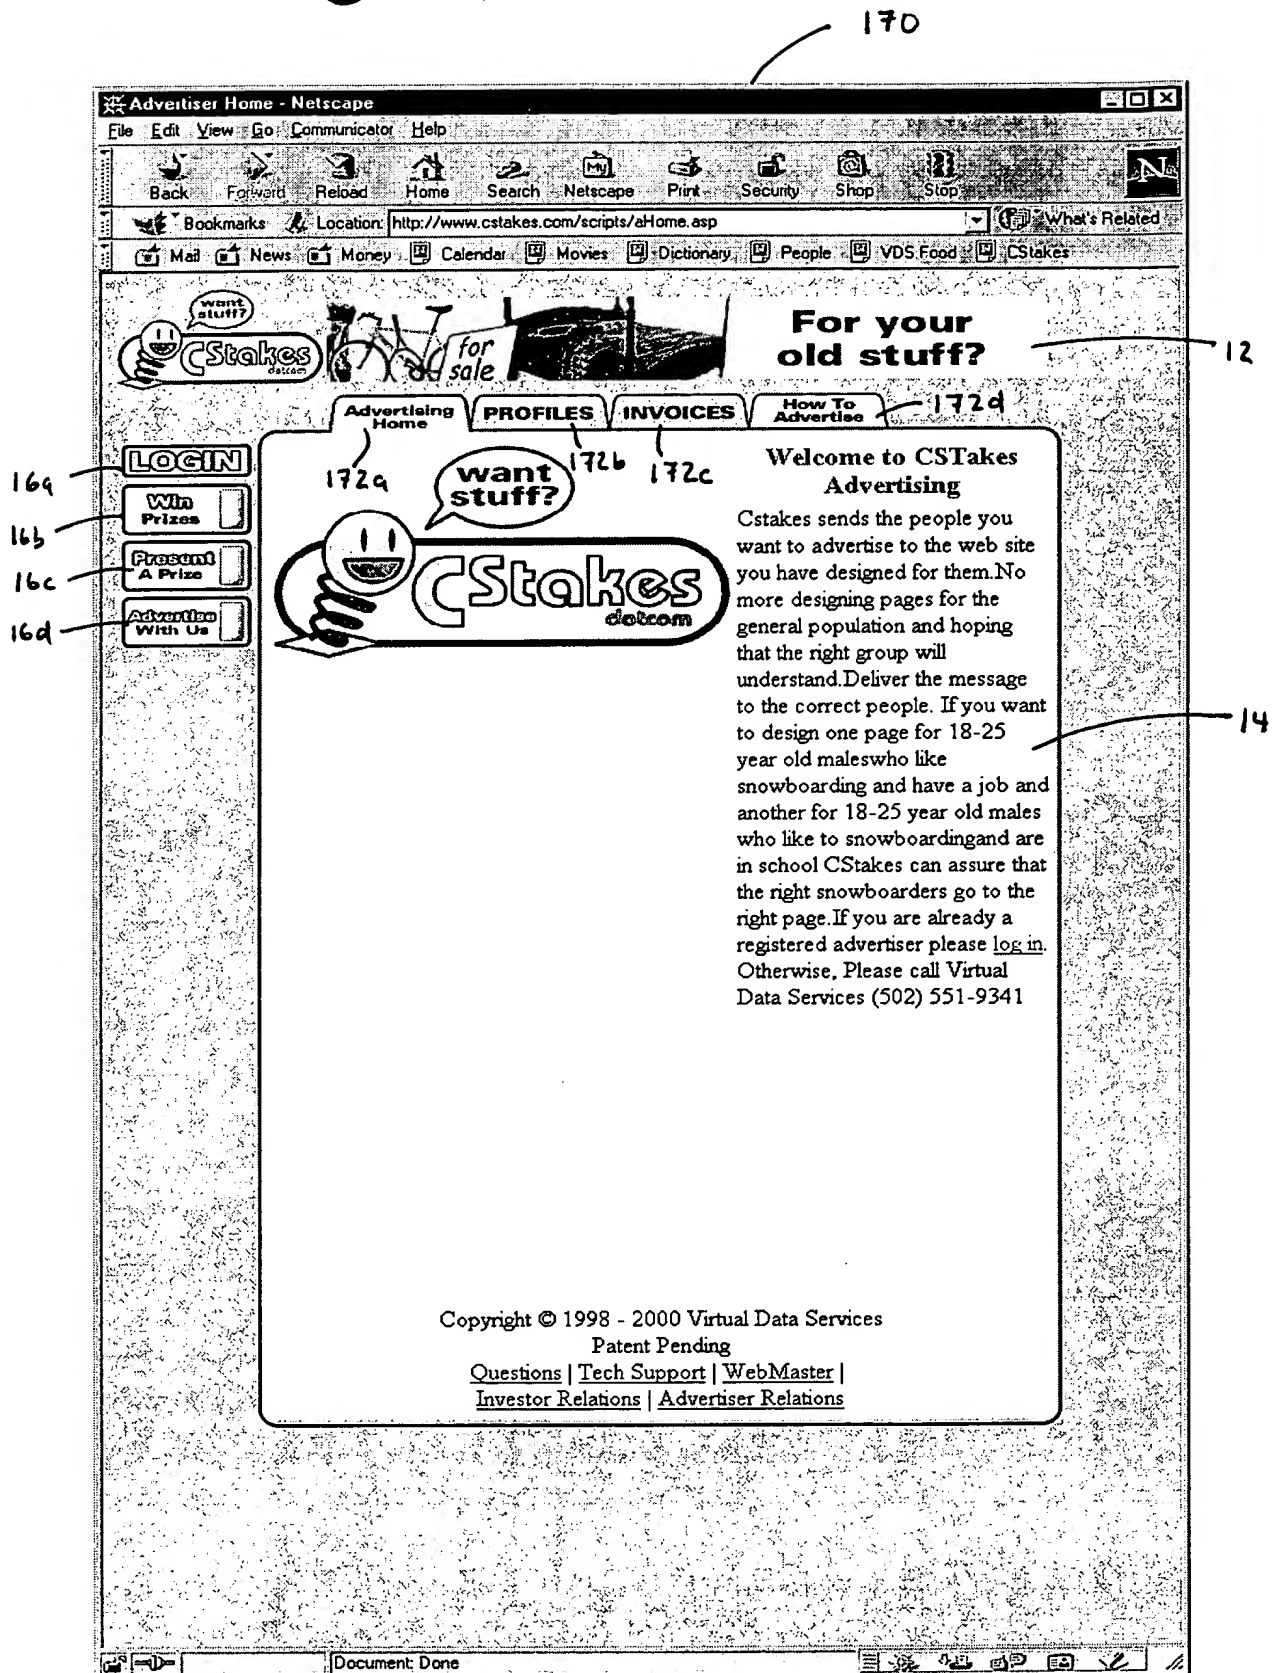 170
Advertiser Home - Netscape
File Edit View Go Communicator Help
Back Forward Reload Home Search Netscape Print Security Shop Stop
N
Bookmarks Location: http://www.cstakes.com/scripts/aHome.asp What's Related
Mail News Money Calendar Movies Dictionary People VDS Food CStakes
want stuff?
CStakes
dotcom
for sale
For your
old stuff?
12
Advertising Home PROFILES INVOICES How To Advertise
172a 172b 172c 172d
16a LOGIN
16b Win Prizes
16c Present A Prize
16d Advertise With Us
want
stuff?
CStakes
dotcom
Welcome to CSTakes
Advertising
Cstakes sends the people you
want to advertise to the web site
you have designed for them.No
more designing pages for the
general population and hoping
that the right group will
understand.Deliver the message
to the correct people. If you want
to design one page for 18-25
year old maleswho like
snowboarding and have a job and
another for 18-25 year old males
who like to snowboardingand are
in school CStakes can assure that
the right snowboarders go to the
right page.If you are already a
registered advertiser please log in.
Otherwise, Please call Virtual
Data Services (502) 551-9341
14
Copyright © 1998 - 2000 Virtual Data Services
Patent Pending
Questions | Tech Support | WebMaster |
Investor Relations | Advertiser Relations
Document: Done